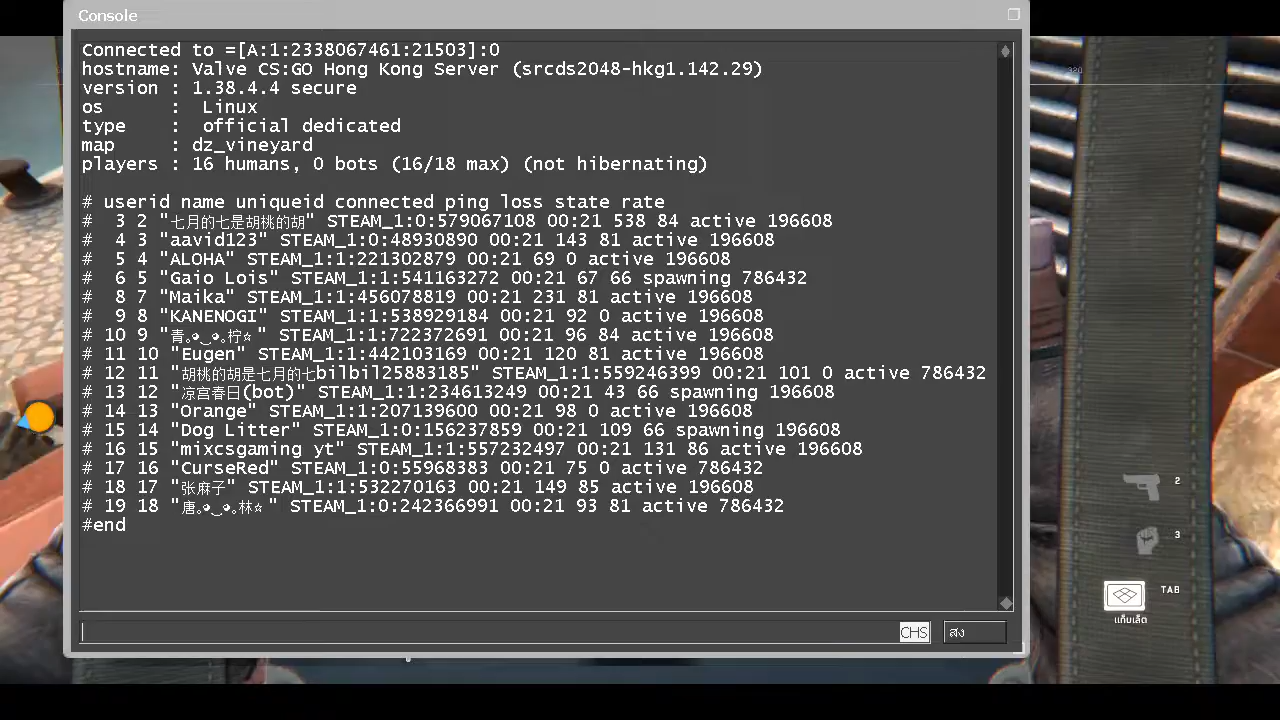 Console
Connected to =[A:1:2338067461:21503]:0
hostname: Valve CS:GO Hong Kong Server (srcds2048-hkg1.142.29)
version : 1.38.4.4 secure
os      :  Linux
type    :  official dedicated
map     : dz_vineyard
players : 16 humans, 0 bots (16/18 max) (not hibernating)
# userid name uniqueid connected ping loss state rate
#  3 2 "七月的七是胡桃的胡" STEAM_1:0:579067108 00:21 538 84 active 196608
#  4 3 "aavid123" STEAM_1:0:48930890 00:21 143 81 active 196608
#  5 4 "ALOHA" STEAM_1:1:221302879 00:21 69 0 active 196608
#  6 5 "Gaio Lois" STEAM_1:1:541163272 00:21 67 66 spawning 786432
#  8 7 "Maika" STEAM_1:1:456078819 00:21 231 81 active 196608
#  9 8 "KANENOGI" STEAM_1:1:538929184 00:21 92 0 active 196608
# 10 9 "青｡◕‿◕｡柠☆ " STEAM_1:1:722372691 00:21 96 84 active 196608
# 11 10 "Eugen" STEAM_1:1:442103169 00:21 120 81 active 196608
# 12 11 "胡桃的胡是七月的七bilbil25883185" STEAM_1:1:559246399 00:21 101 0 active 786432
# 13 12 "凉宫春日(bot)" STEAM_1:1:234613249 00:21 43 66 spawning 786432
# 14 13 "Orange" STEAM_1:1:207139600 00:21 98 0 active 196608
# 15 14 "Dog Litter" STEAM_1:0:156237859 00:21 109 66 spawning 196608
# 16 15 "mixcsgaming yt" STEAM_1:1:557232497 00:21 131 86 active 196608
# 17 16 "CurseRed" STEAM_1:0:55968383 00:21 75 0 active 786432
# 18 17 "张麻子" STEAM_1:1:532270163 00:21 149 85 active 196608
# 19 18 "唐｡◕‿◕｡林☆ " STEAM_1:0:242366991 00:21 93 81 active 786432
#end
CHS
สง
320
2
3
TAB
แท็บเล็ต